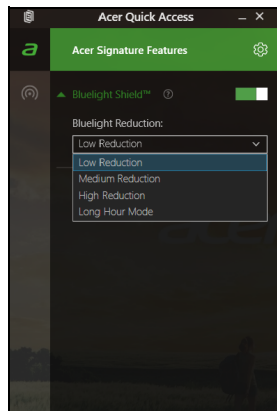 Acer Quick Access
a
Acer Signature Features
Bluelight Shield™
Bluelight Reduction:
Low Reduction
Low Reduction
Medium Reduction
High Reduction
Long Hour Mode